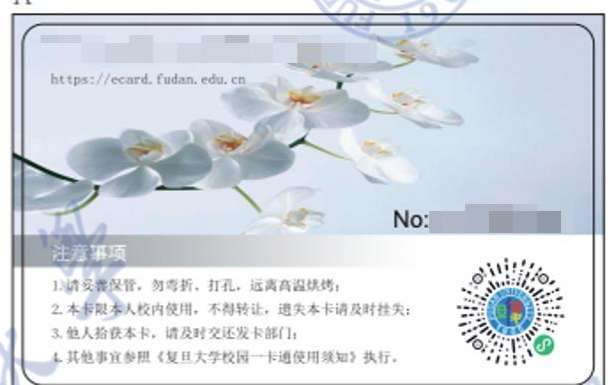 https://ecard.fudan.edu.cn
No:
注意事项
1.请妥善保管，勿弯折、打孔，远离高温烘烤；
2.本卡限本人校内使用，不得转让，遗失本卡请及时挂失；
3.他人拾获本卡，请及时交还发卡部门；
4.其他事宜参照《复旦大学校园一卡通使用须知》执行。